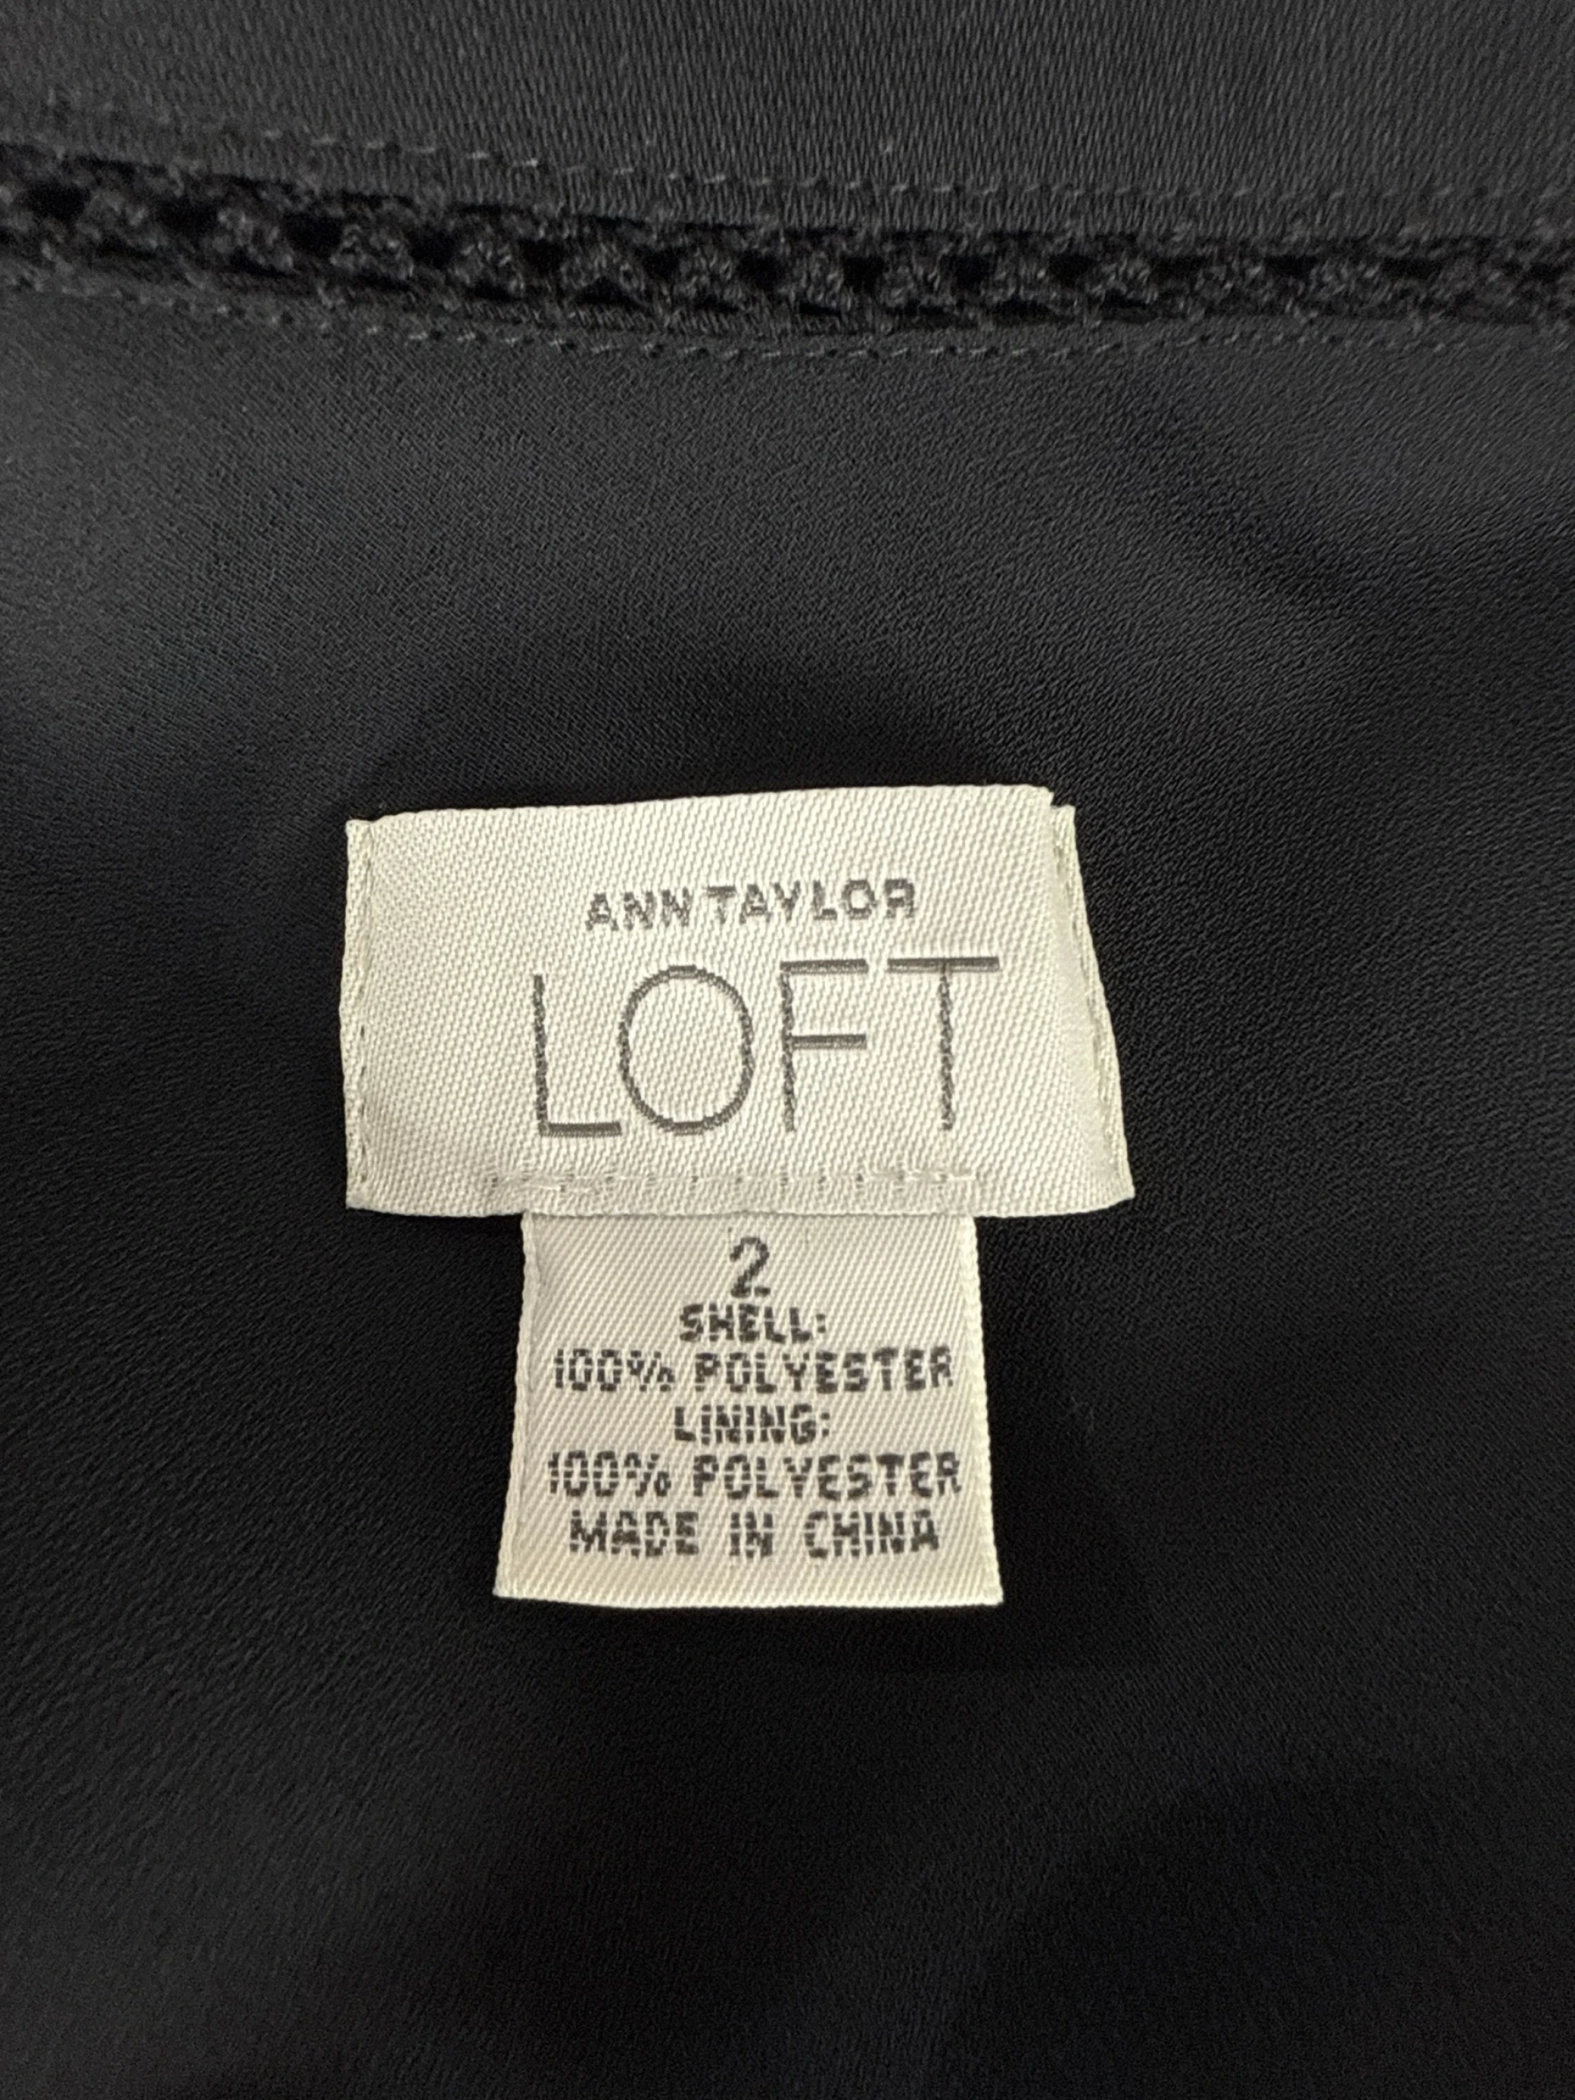 ANN TAYLOR
LOFT
2
SHELL:
100% POLYESTER
LINING:
100% POLYESTER
MADE IN CHINA